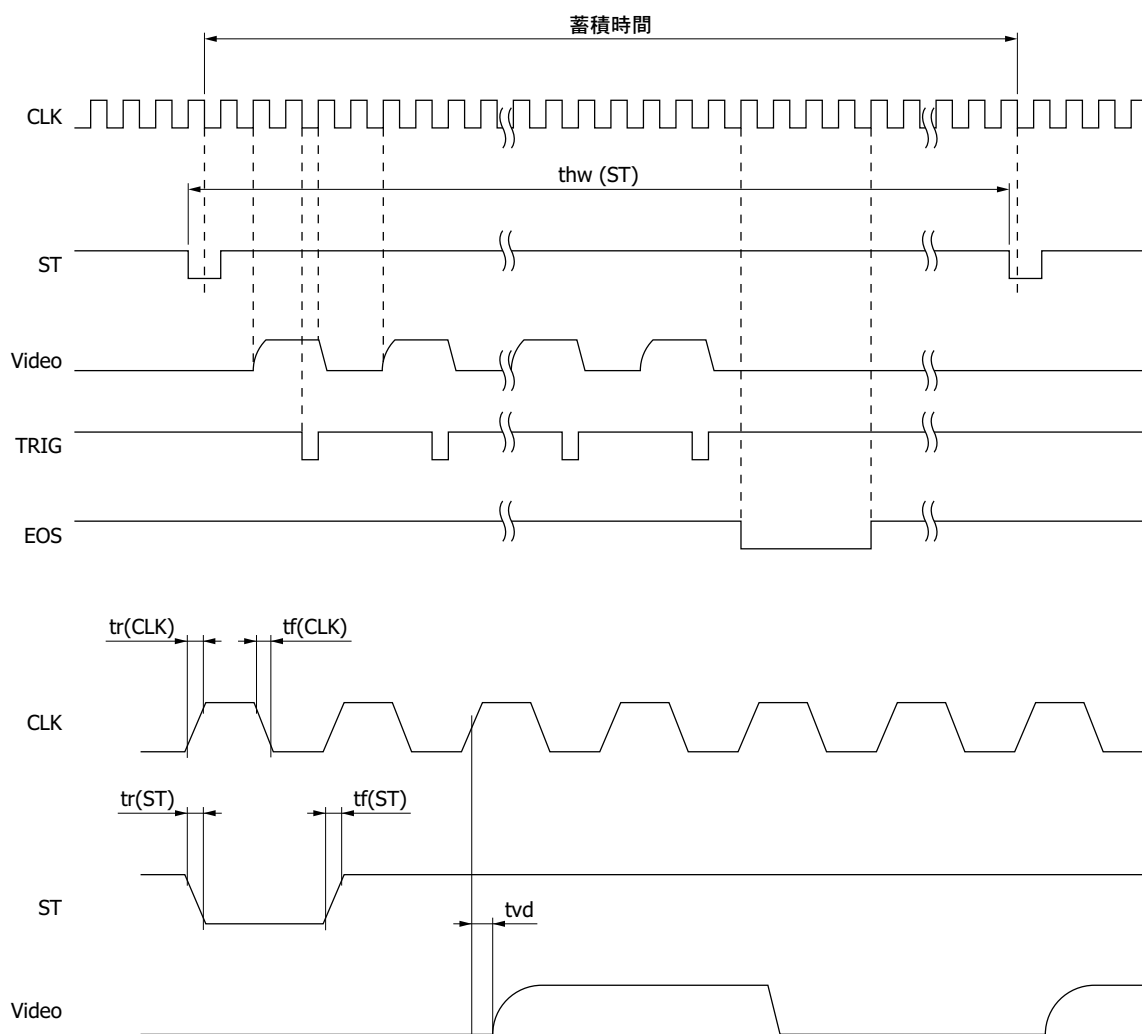 蓄積時間
CLK
thw (ST)
ST
Video
TRIG
EOS
tr(CLK) tf(CLK)
CLK
tr(ST) tf(ST)
ST
tvd
Video